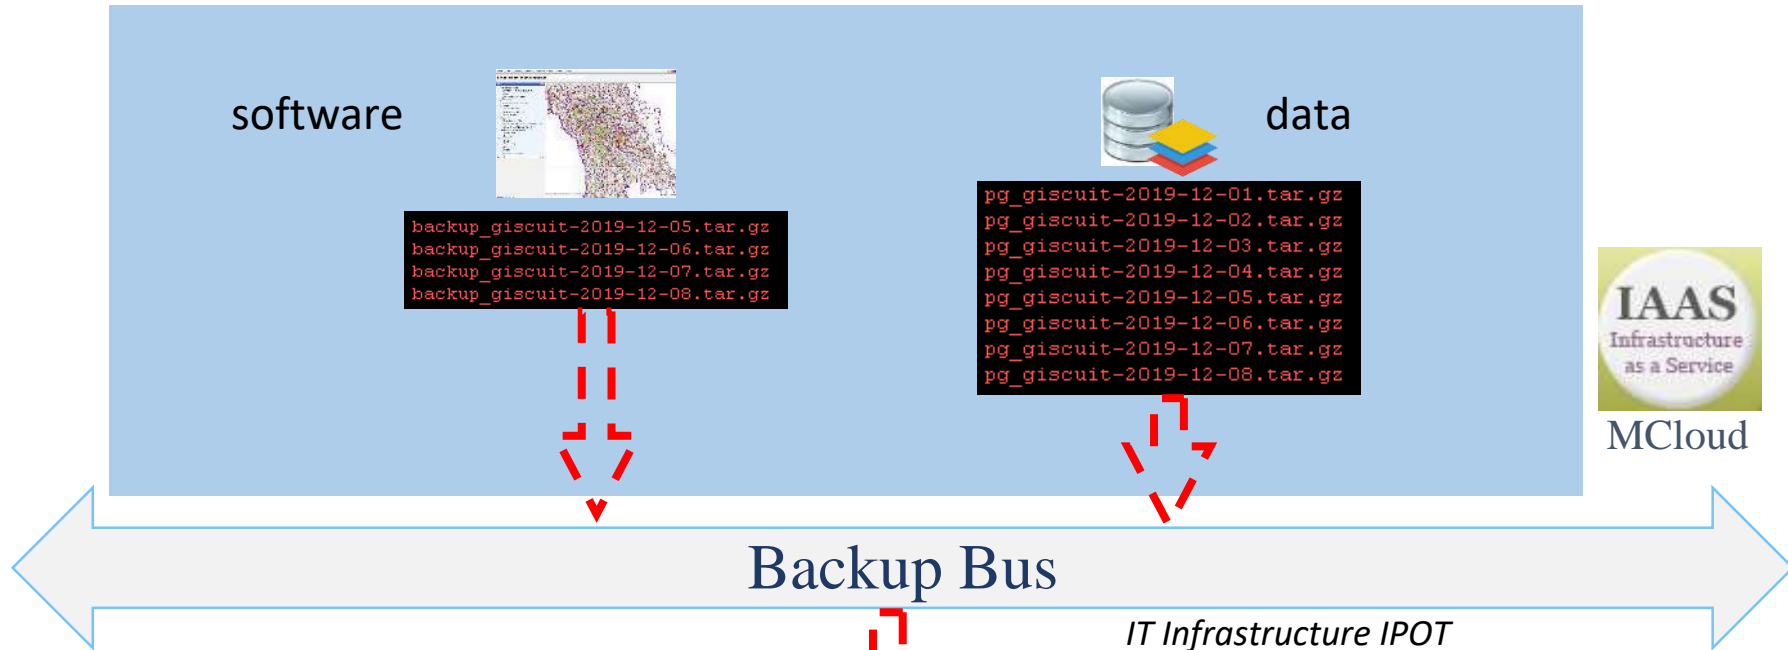 software
data
backup_giscuit-2019-12-05.tar.gz
backup_giscuit-2019-12-06.tar.gz
backup_giscuit-2019-12-07.tar.gz
backup_giscuit-2019-12-08.tar.gz
pg_giscuit-2019-12-01.tar.gz
pg_giscuit-2019-12-02.tar.gz
pg_giscuit-2019-12-03.tar.gz
pg_giscuit-2019-12-04.tar.gz
pg_giscuit-2019-12-05.tar.gz
pg_giscuit-2019-12-06.tar.gz
pg_giscuit-2019-12-07.tar.gz
pg_giscuit-2019-12-08.tar.gz
IAAS
Infrastructure
as a Service
MCloud
Backup Bus
IT Infrastructure IPOT